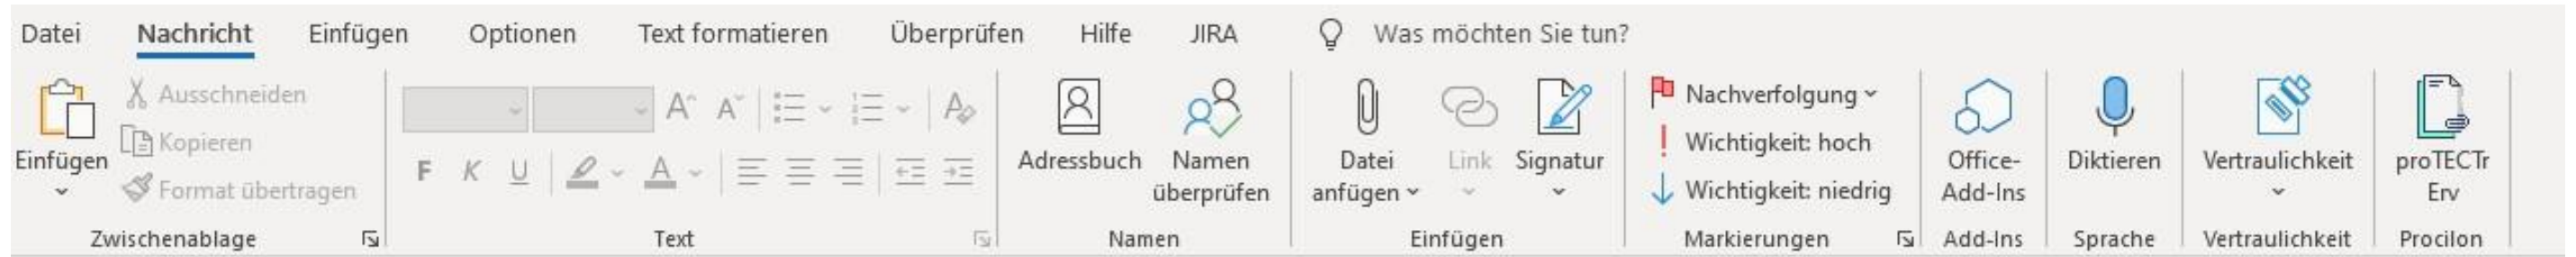 Datei Nachricht Einfügen Optionen Text formatieren Überprüfen Hilfe JIRA Was möchten Sie tun?
Einfügen
Ausschneiden
Kopieren
Format übertragen
Zwischenablage
F K U A
Text
Adressbuch
Namen
überprüfen
Namen
Datei
anfügen
Link
Signatur
Einfügen
Nachverfolgung
Wichtigkeit: hoch
Wichtigkeit: niedrig
Markierungen
Office-
Add-Ins
Add-Ins
Diktieren
Sprache
Vertraulichkeit
Vertraulichkeit
proTECTr
Erv
Procilon